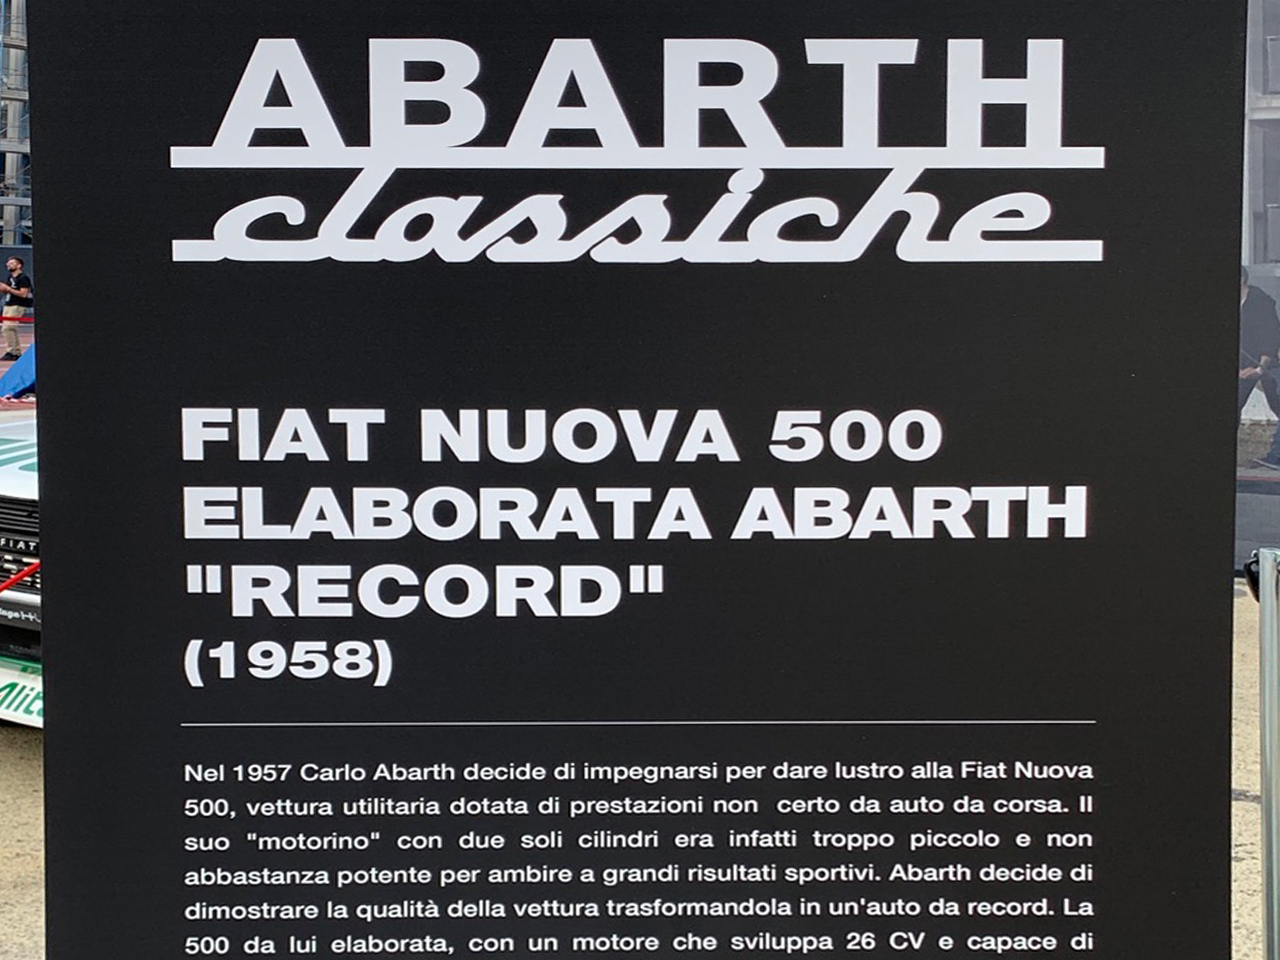 ABARTH
classiche
FIAT NUOVA 500
ELABORATA ABARTH
"RECORD"
(1958)
Nel 1957 Carlo Abarth decide di impegnarsi per dare lustro alla Fiat Nuova
500, vettura utilitaria dotata di prestazioni non certo da auto da corsa. Il
suo "motorino" con due soli cilindri era infatti troppo piccolo e non
abbastanza potente per ambire a grandi risultati sportivi. Abarth decide di
dimostrare la qualità della vettura trasformandola in un'auto da record. La
500 da lui elaborata, con un motore che sviluppa 26 CV e capace di
FIAT
Alit